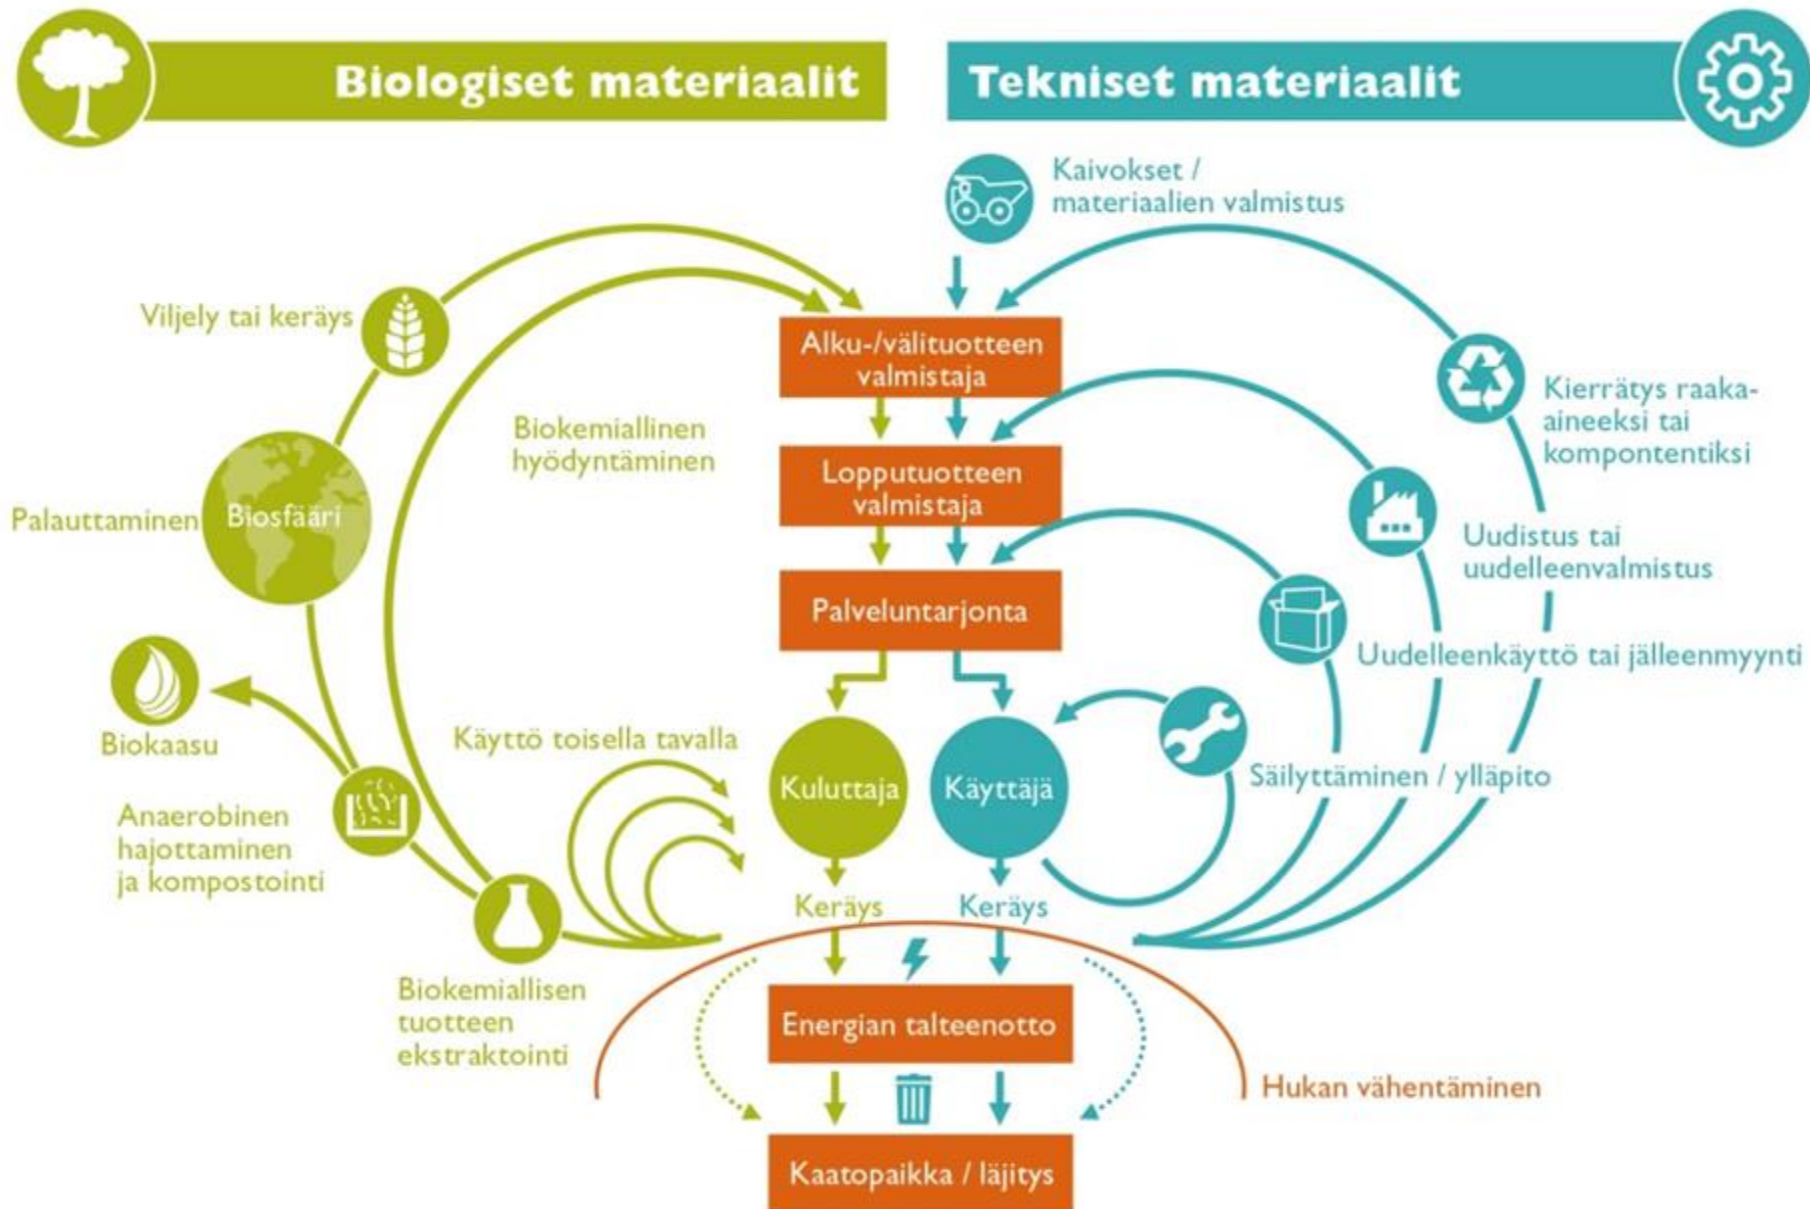 Biologiset materiaalit
Tekniset materiaalit
Kaivokset /
materiaalien valmistus
Viljely tai keräys
Alku-/välituotteen
valmistaja
Kierrätys raaka-
aineeksi tai
kompontentiksi
Biokemiallinen
hyödyntäminen
Lopputuotteen
valmistaja
Palauttaminen
Biosfääri
Uudistus tai
uudelleenvalmistus
Palveluntarjonta
Uudelleenkäyttö tai jälleenmyynti
Biokaasu
Käyttö toisella tavalla
Kuluttaja
Käyttäjä
Säilyttäminen / ylläpito
Anaerobinen
hajottaminen
ja kompostointi
Keräys
Keräys
Biokemiallisen
tuotteen
ekstraktointi
Energian talteenotto
Hukan vähentäminen
Kaatopaikka / läjitys